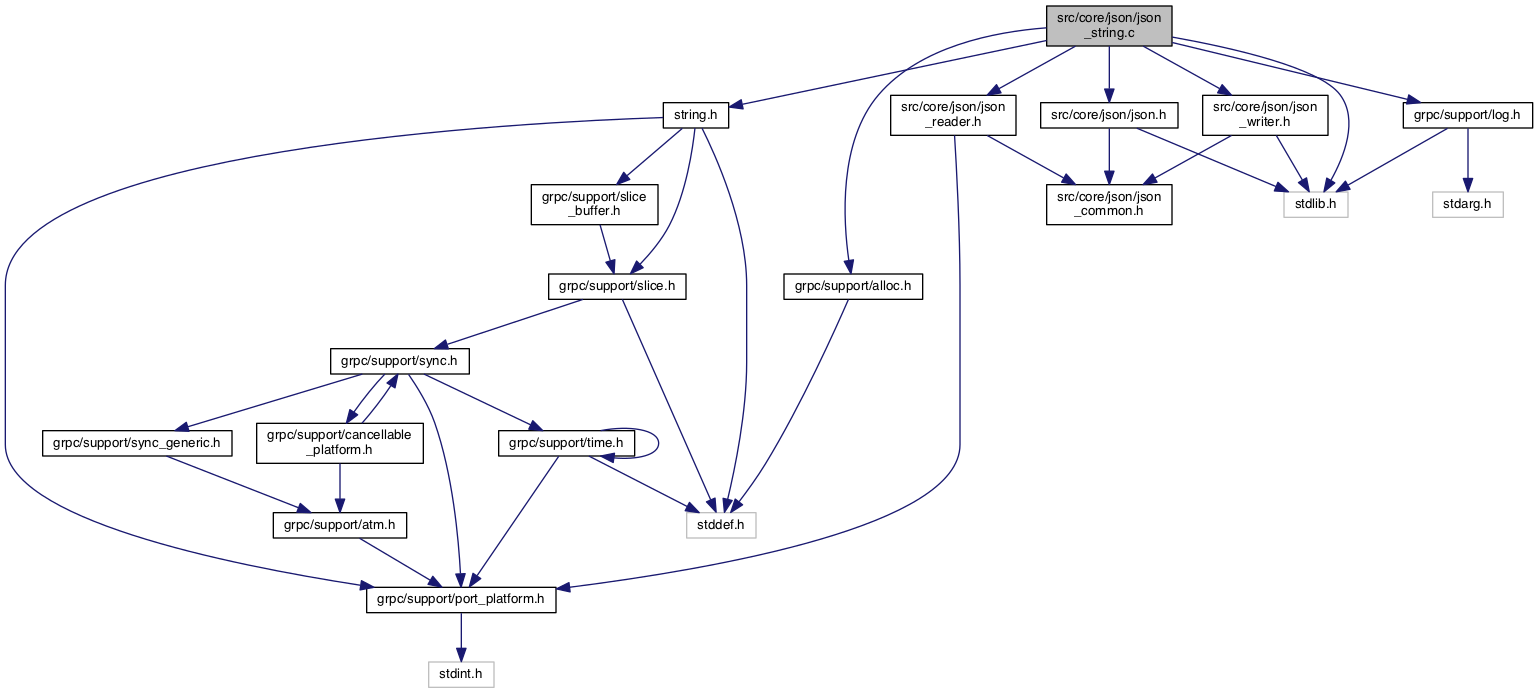 src/core/json/json
_string.c
string.h
src/core/json/json
_reader.h
src/core/json/json.h
src/core/json/json
_writer.h
grpc/support/log.h
grpc/support/slice
_buffer.h
src/core/json/json
_common.h
stdlib.h
stdarg.h
grpc/support/slice.h
grpc/support/alloc.h
grpc/support/sync.h
grpc/support/sync_generic.h
grpc/support/cancellable
_platform.h
grpc/support/time.h
grpc/support/atm.h
stddef.h
grpc/support/port_platform.h
stdint.h